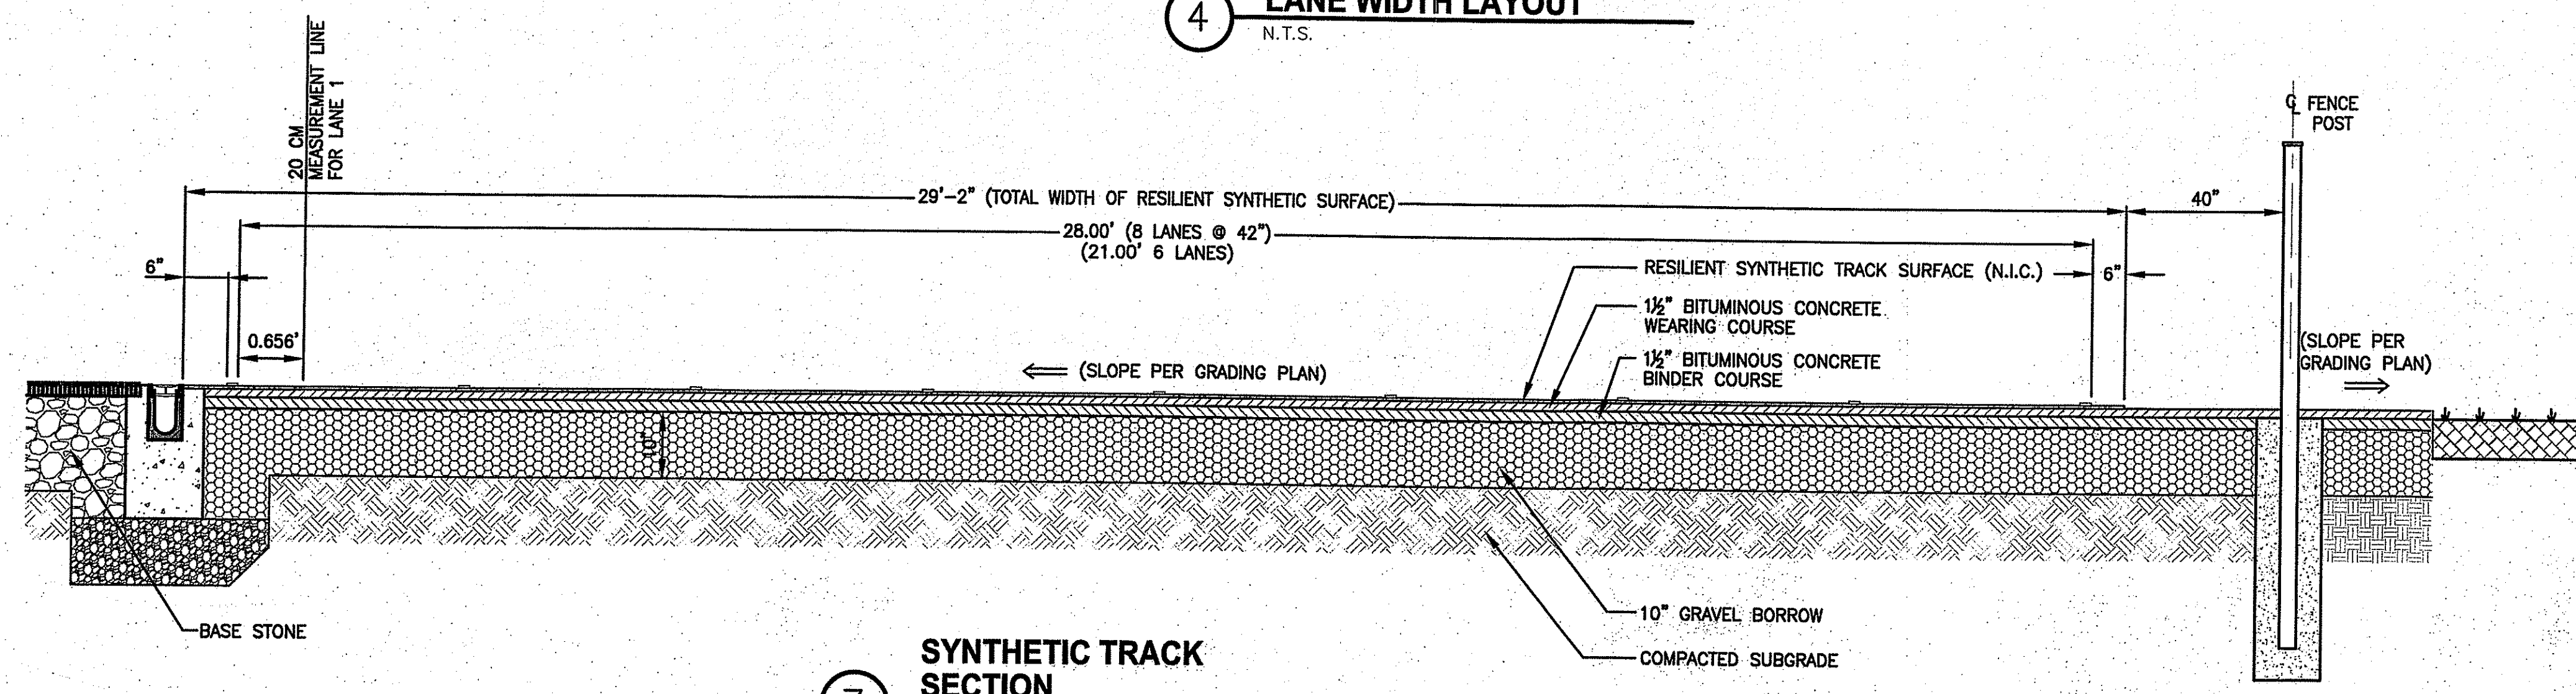 4
LANE WIDTH LAYOUT
N.T.S.
20 CM
MEASUREMENT LINE
FOR LANE 1
℄ FENCE
POST
29'-2" (TOTAL WIDTH OF RESILIENT SYNTHETIC SURFACE)
40"
28.00' (8 LANES @ 42")
(21.00' 6 LANES)
6"
RESILIENT SYNTHETIC TRACK SURFACE (N.I.C.)
6"
1½" BITUMINOUS CONCRETE
WEARING COURSE
0.656'
(SLOPE PER
GRADING PLAN)
1½" BITUMINOUS CONCRETE
BINDER COURSE
(SLOPE PER GRADING PLAN)
10"
10" GRAVEL BORROW
BASE STONE
COMPACTED SUBGRADE
SYNTHETIC TRACK
SECTION
7